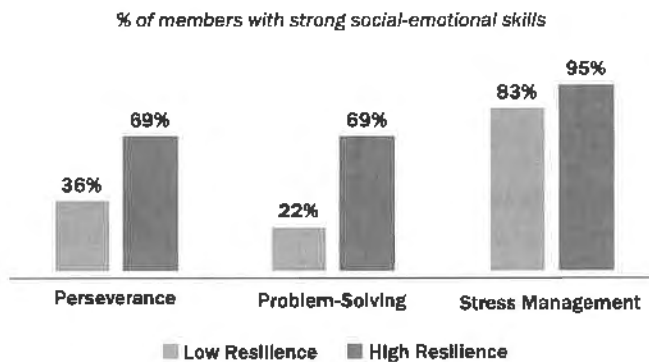 % of members with strong social-emotional skills
95%
83%
69%
69%
36%
22%
Perseverance
Problem-Solving
Stress Management
Low Resilience
High Resilience